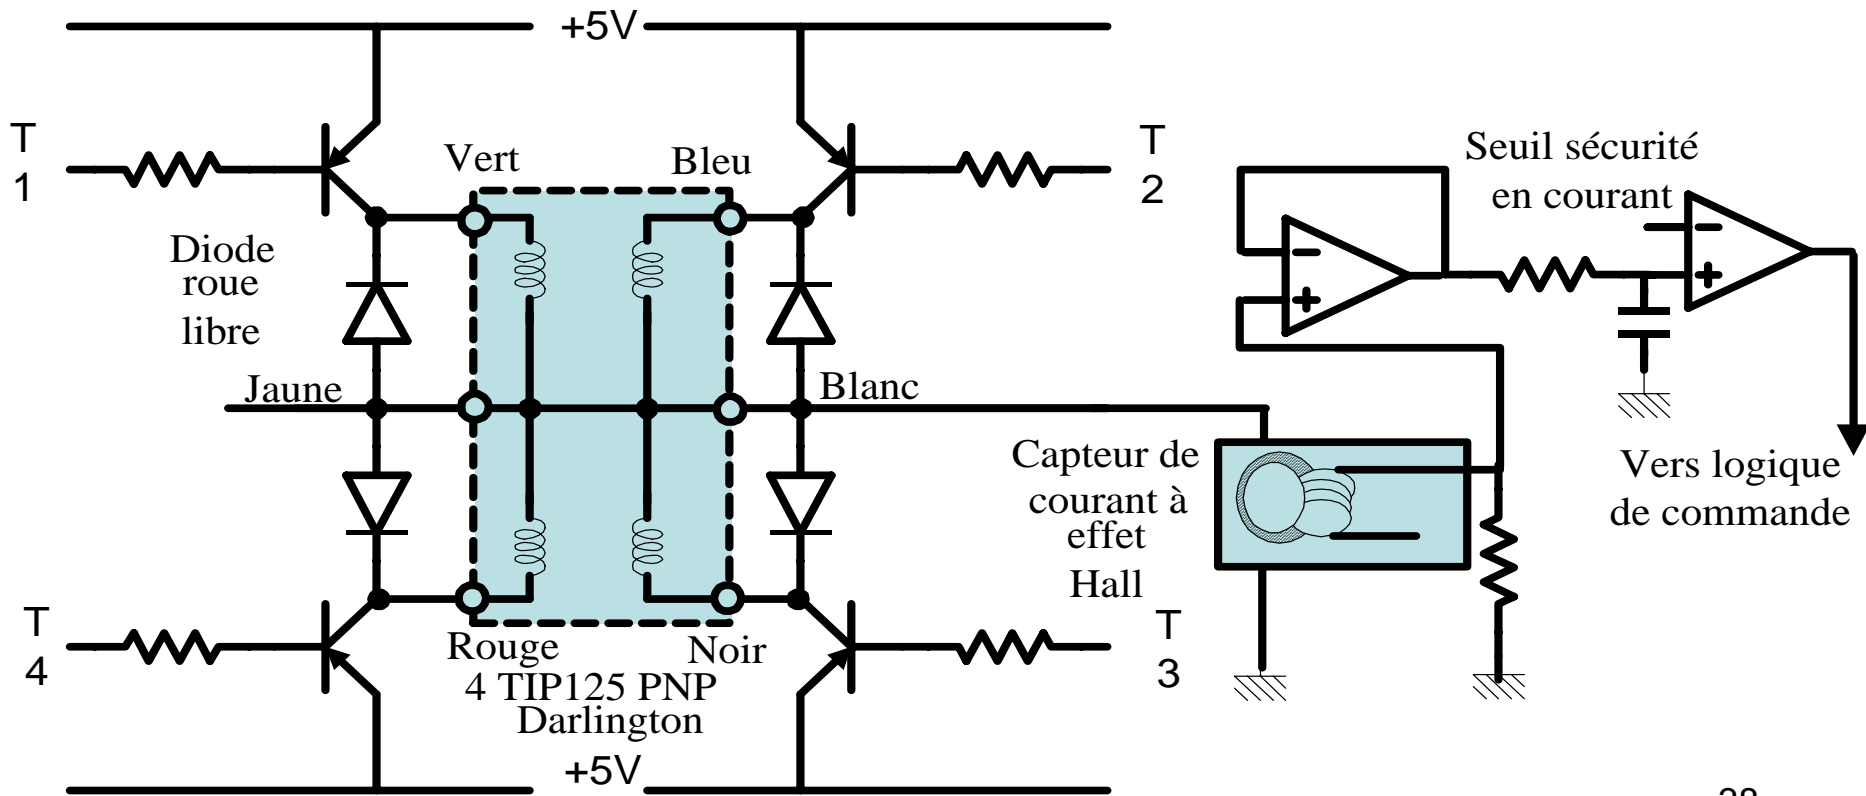 +5V
T
1
Vert
Bleu
T
2
Seuil sécurité
en courant
Diode
roue
libre
Jaune
Blanc
Capteur de
courant à
effet
Hall
Vers logique
de commande
T
4
Rouge
Noir
4 TIP125 PNP
Darlington
T
3
+5V